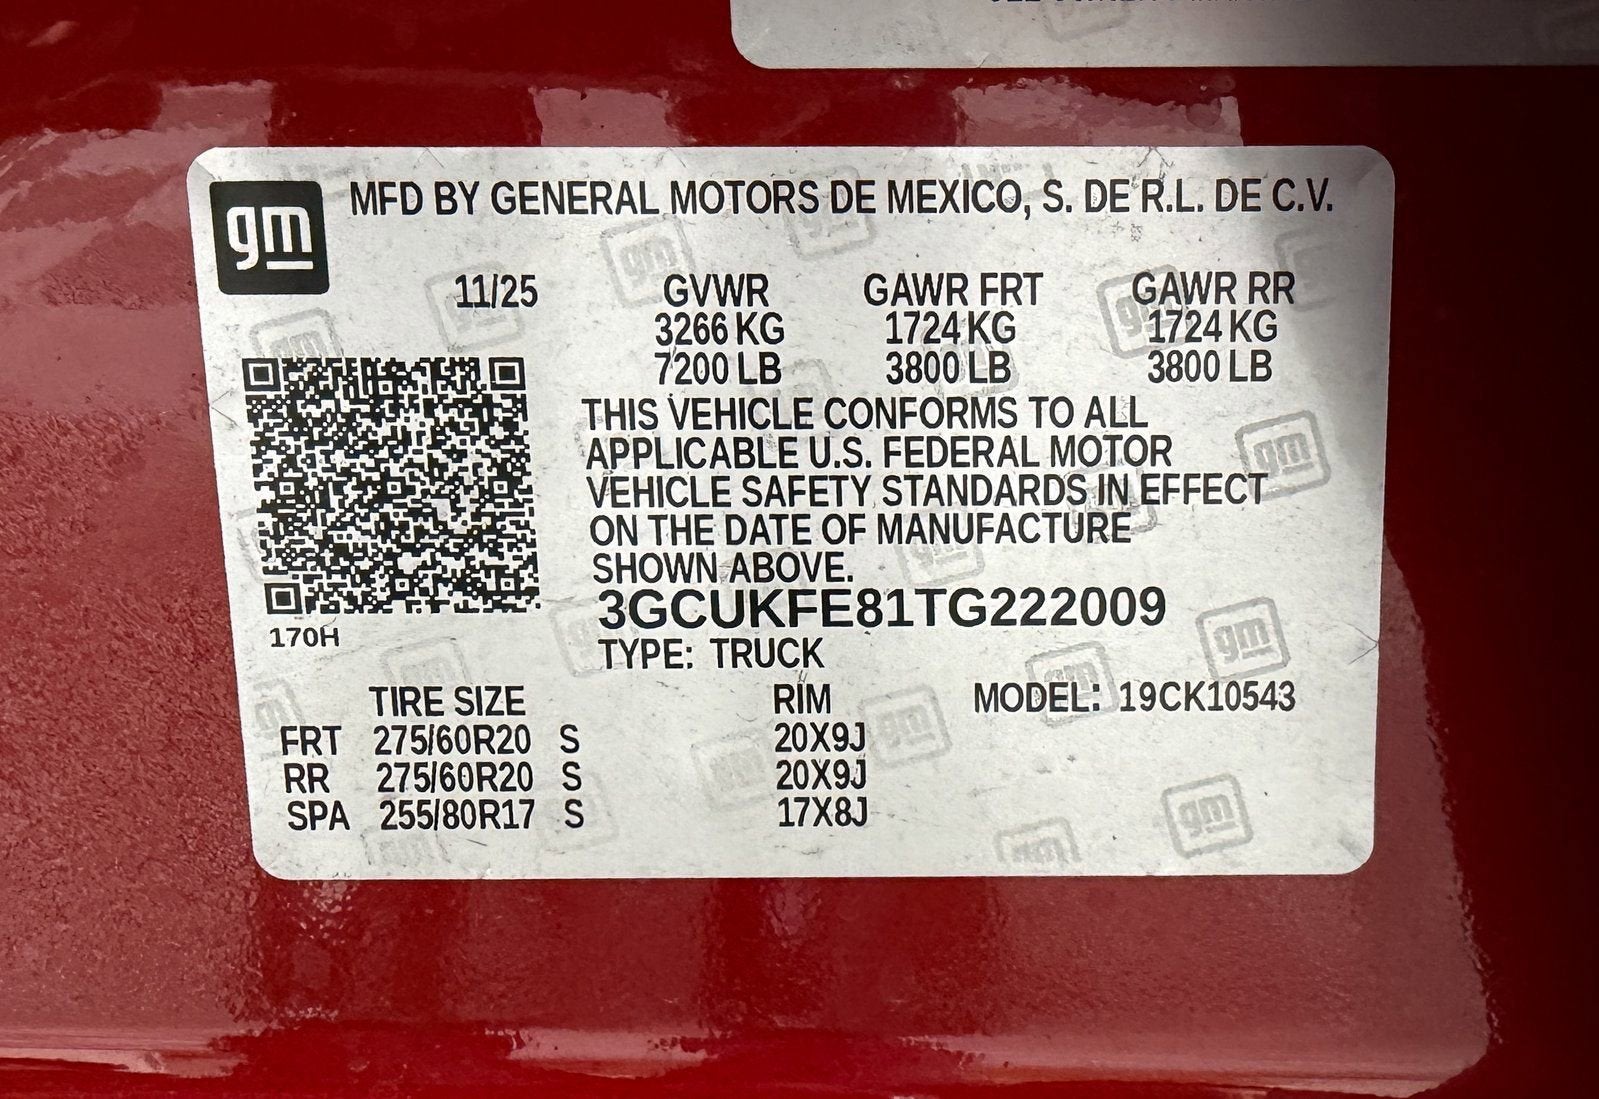 gm MFD BY GENERAL MOTORS DE MEXICO, S. DE R.L. DE C.V.
11/25 GVWR GAWR FRT GAWR RR
3266 KG 1724 KG 1724 KG
7200 LB 3800 LB 3800 LB
THIS VEHICLE CONFORMS TO ALL
APPLICABLE U.S. FEDERAL MOTOR
VEHICLE SAFETY STANDARDS IN EFFECT
ON THE DATE OF MANUFACTURE
SHOWN ABOVE.
3GCUKFE81TG222009
170H
TYPE: TRUCK
TIRE SIZE RIM MODEL: 19CK10543
FRT 275/60R20 S 20X9J
RR 275/60R20 S 20X9J
SPA 255/80R17 S 17X8J